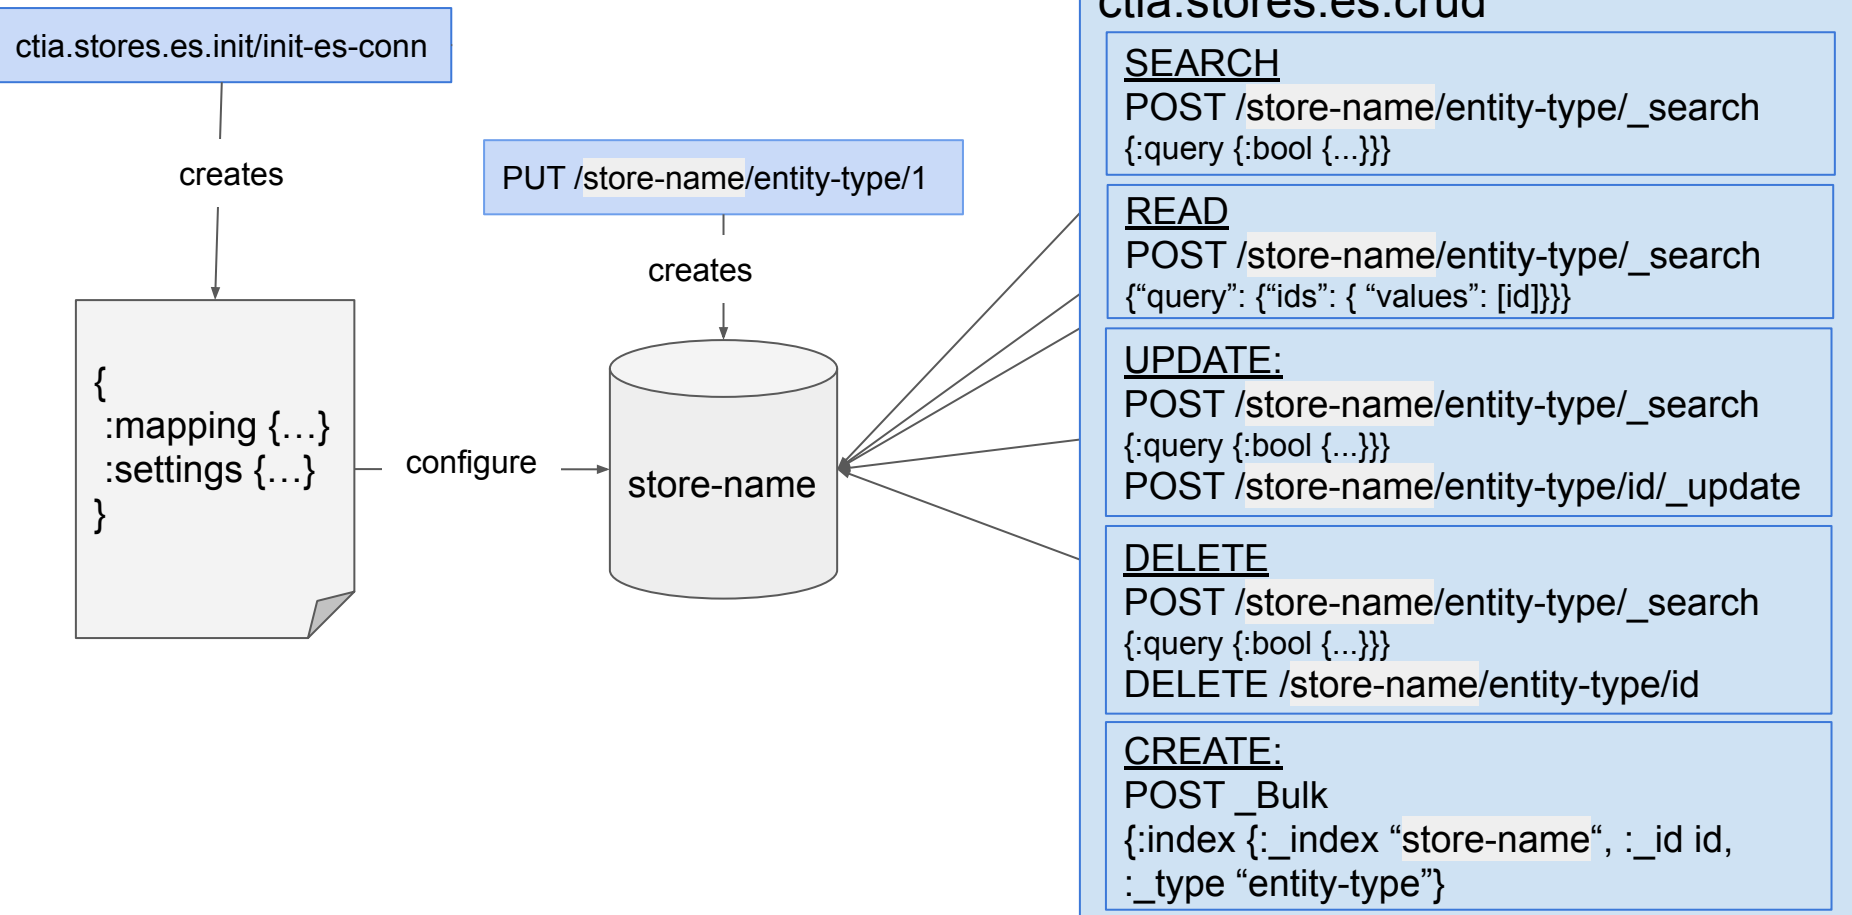 ctia.stores.es.init/init-es-conn
creates
{
:mapping {…}
:settings {…}
}
configure
PUT /store-name/entity-type/1
creates
store-name
ctia.stores.es.crud
SEARCH
POST /store-name/entity-type/_search
{:query {:bool {...}}}
READ
POST /store-name/entity-type/_search
{“query”: {“ids”: { “values”: [id]}}}
UPDATE:
POST /store-name/entity-type/_search
{:query {:bool {...}}}
POST /store-name/entity-type/id/_update
DELETE
POST /store-name/entity-type/_search
{:query {:bool {...}}}
DELETE /store-name/entity-type/id
CREATE:
POST _Bulk
{:index {:_index “store-name“, :_id id,
:_type “entity-type”}